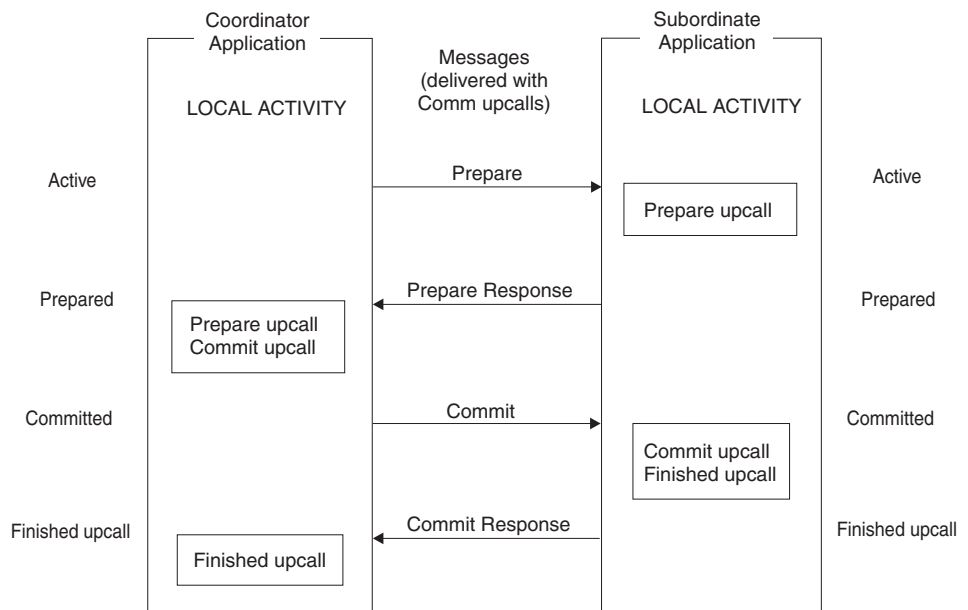 Coordinator
Application
Subordinate
Application
Messages
(delivered with
Comm upcalls)
LOCAL ACTIVITY
LOCAL ACTIVITY
Active
Prepare
Active
Prepare upcall
Prepared
Prepare Response
Prepared
Prepare upcall
Commit upcall
Committed
Commit
Committed
Commit upcall
Finished upcall
Finished upcall
Commit Response
Finished upcall
Finished upcall